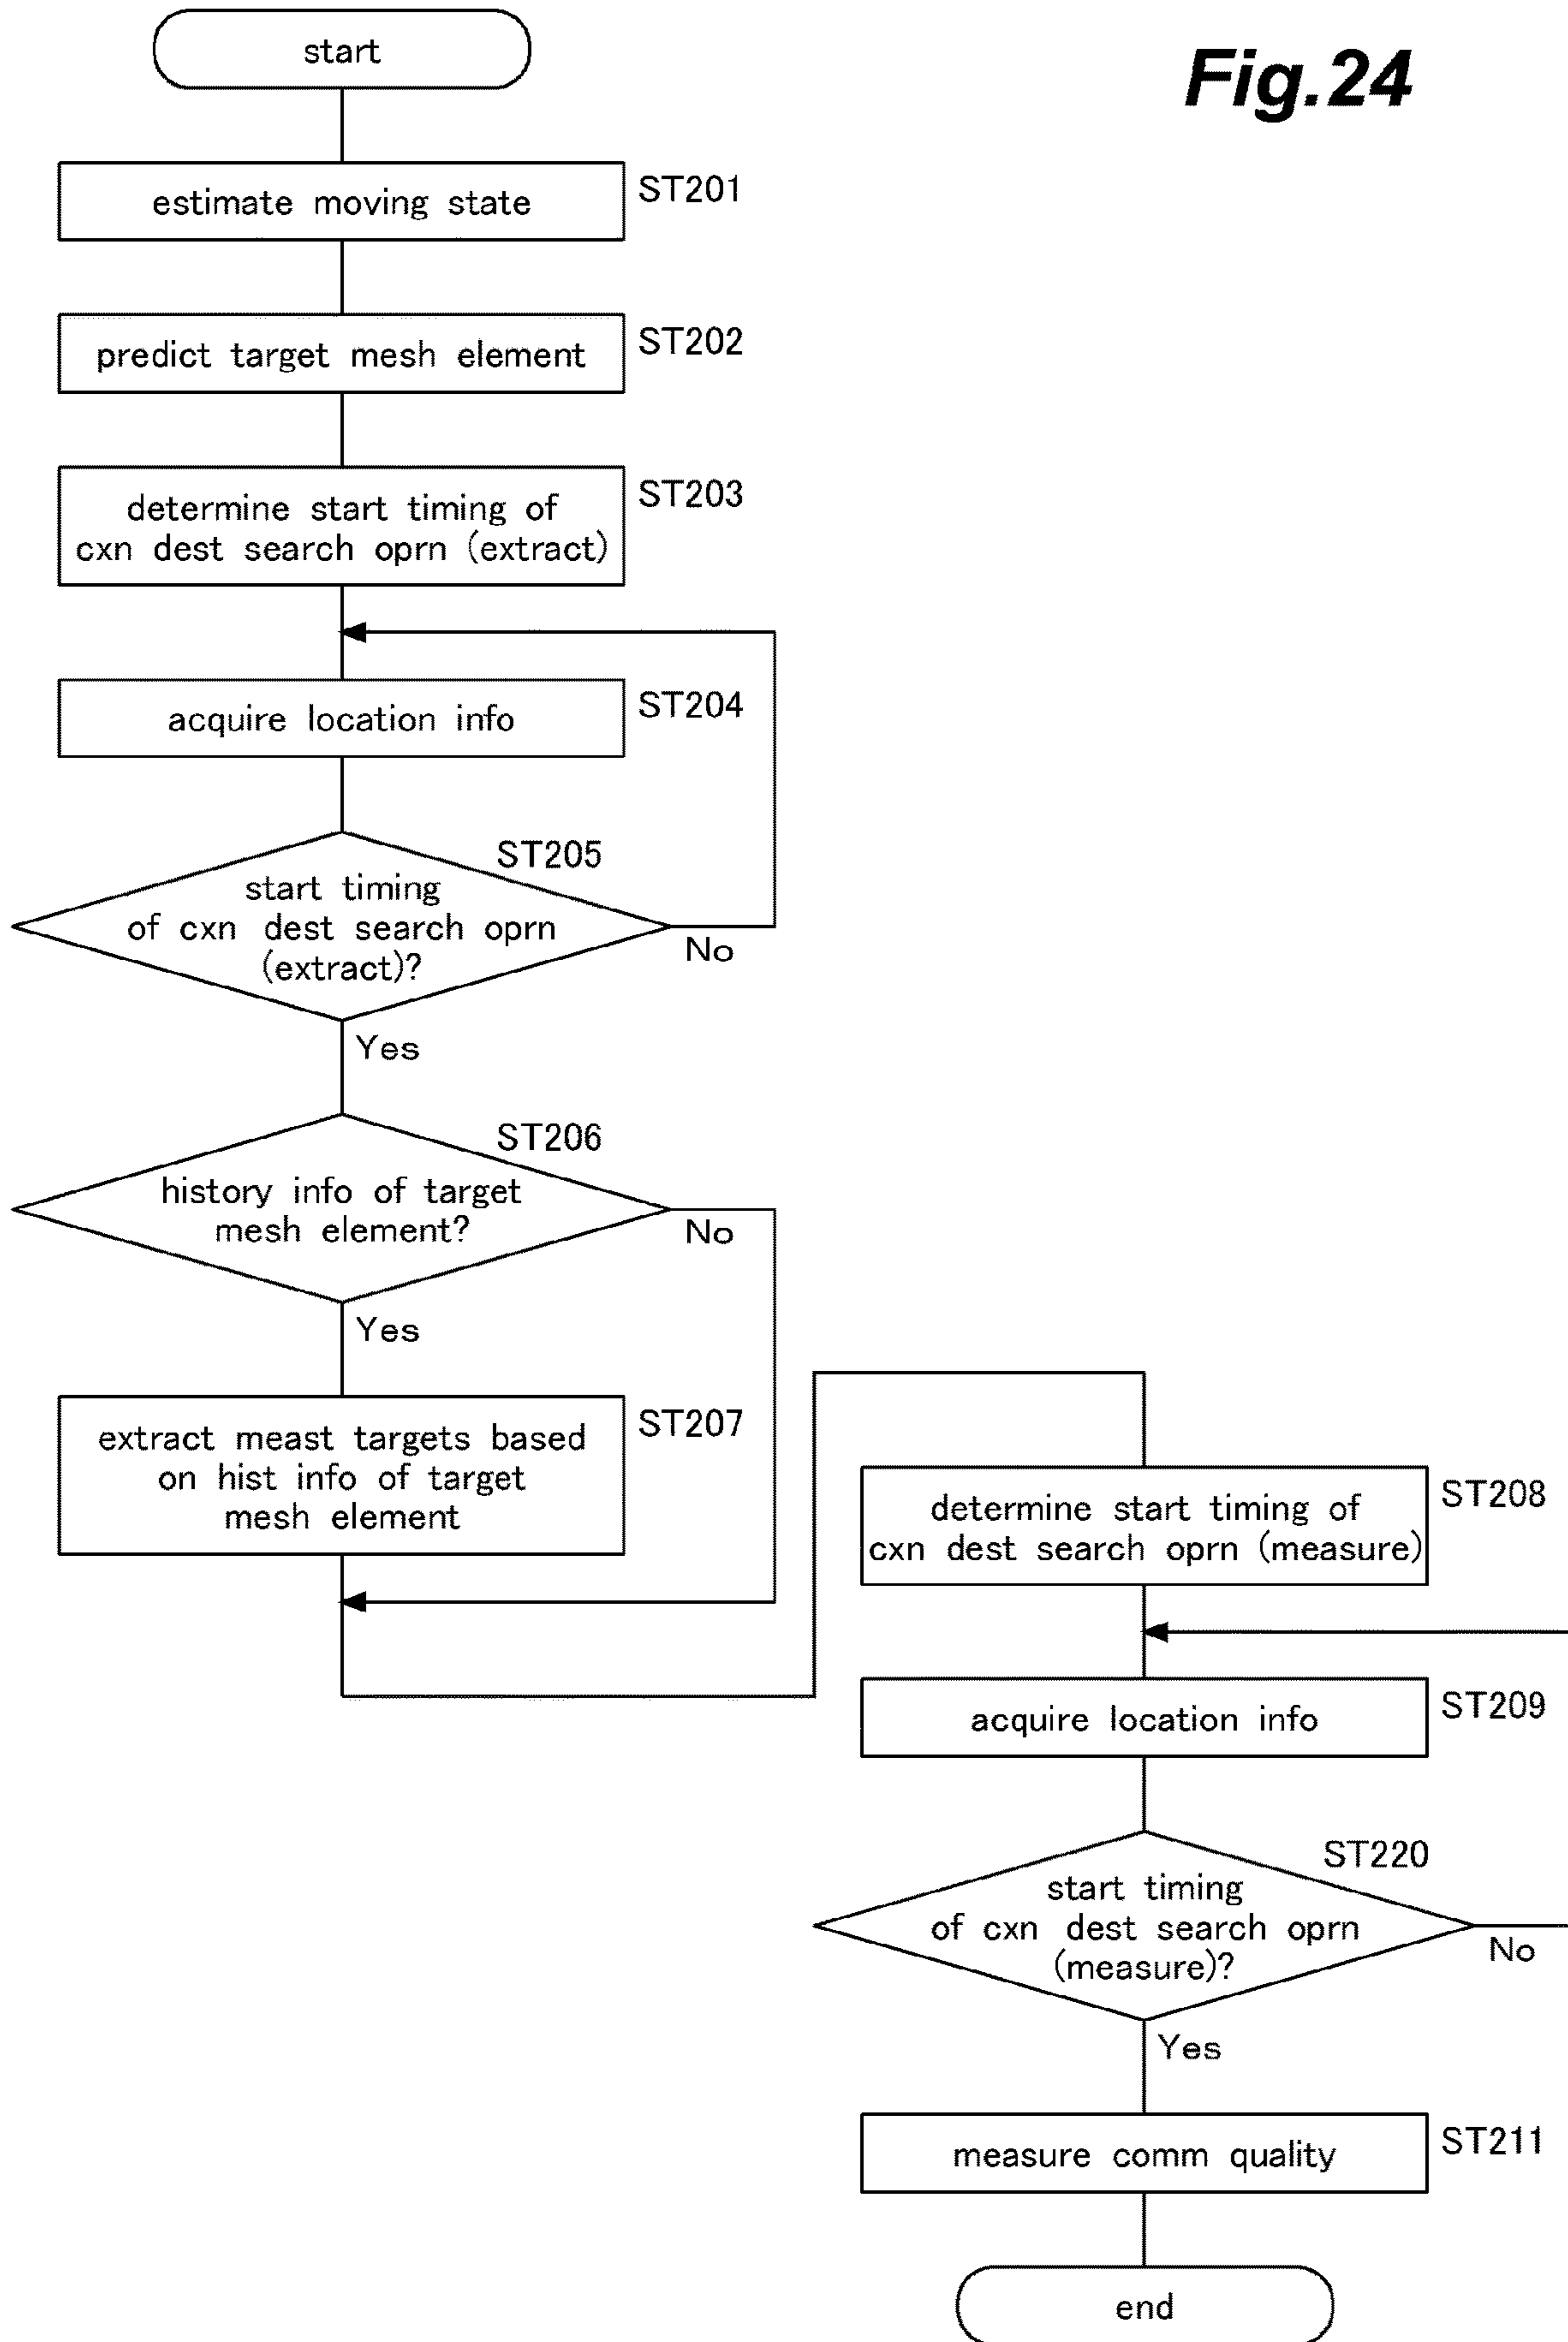 Fig.24
start
estimate moving state
ST201
predict target mesh element
ST202
determine start timing of
cxn dest search oprn (extract)
ST203
acquire location info
ST204
ST205
start timing
of cxn dest search oprn
(extract)?
No
Yes
ST206
history info of target
mesh element?
No
Yes
extract meast targets based
on hist info of target
mesh element
ST207
determine start timing of
cxn dest search oprn (measure)
ST208
acquire location info
ST209
ST220
start timing
of cxn dest search oprn
(measure)?
No
Yes
measure comm quality
ST211
end